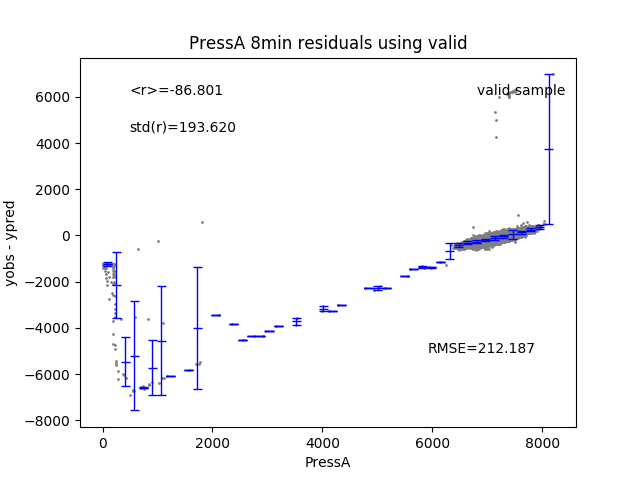 PressA 8min residuals using valid
<r>=-86.801
valid sample
std(r)=193.620
RMSE=212.187
yobs - ypred
6000
4000
2000
0
−2000
−4000
−6000
−8000
0 2000 4000 6000 8000
PressA